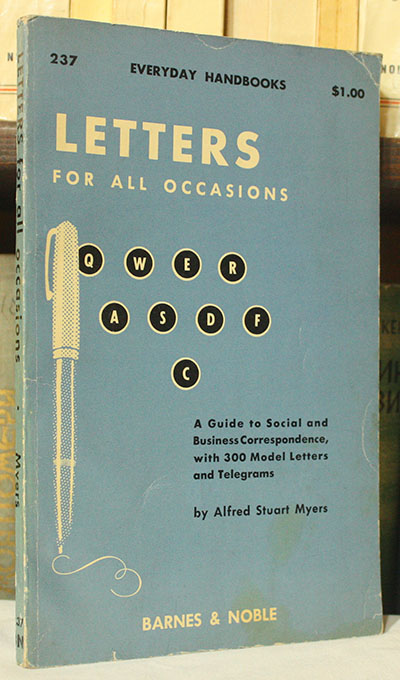 237
EVERYDAY HANDBOOKS
$1.00
LETTERS
FOR ALL OCCASIONS
Q W E R
A S D F
C
A Guide to Social and
Business Correspondence,
with 300 Model Letters
and Telegrams
by Alfred Stuart Myers
BARNES & NOBLE
LETTERS for all occasions · Myers